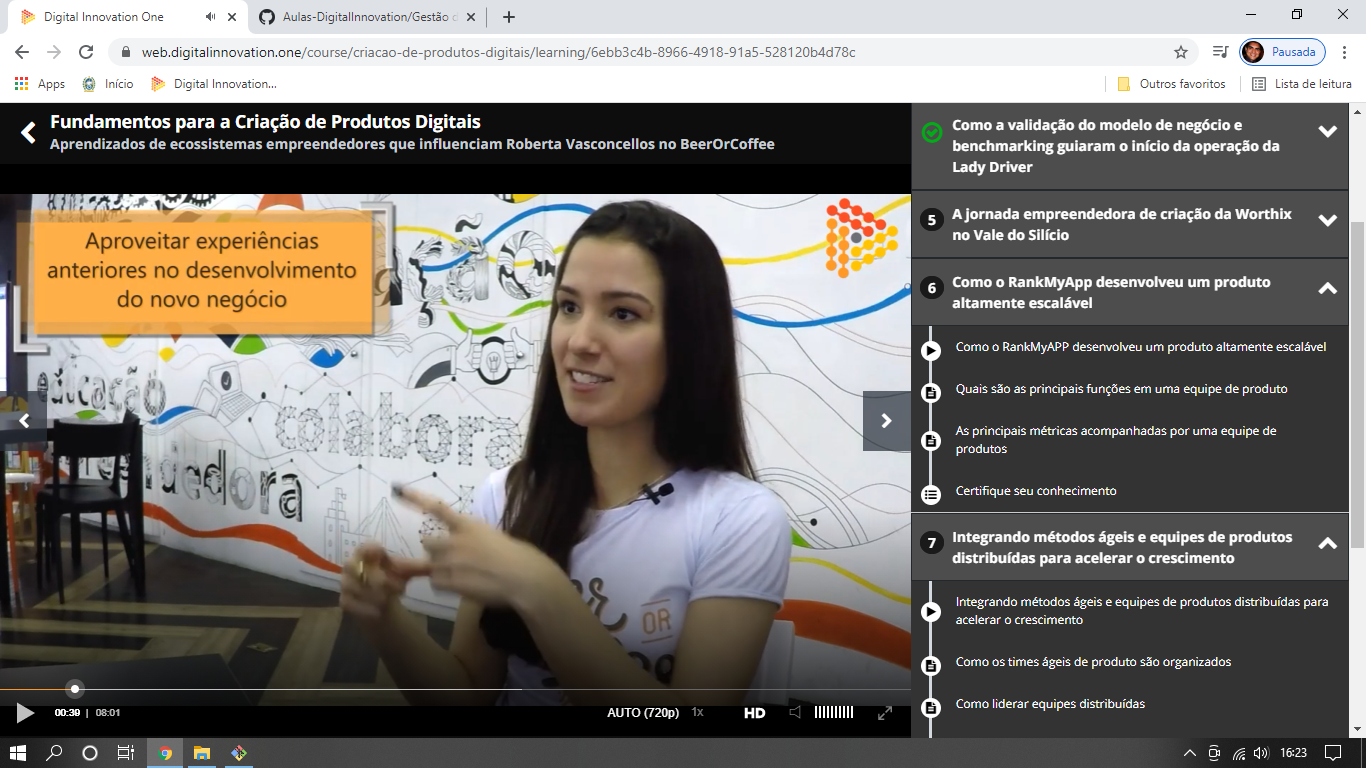 Digital Innovation One
Aulas-DigitalInnovation/Gestão d
web.digitalinnovation.one/course/criacao-de-produtos-digitais/learning/6ebb3c4b-8966-4918-91a5-528120b4d78c
Pausada
Apps
Início
Digital Innovation...
Outros favoritos
Lista de leitura
Fundamentos para a Criação de Produtos Digitais
Aprendizados de ecossistemas empreendedores que influenciam Roberta Vasconcellos no BeerOrCoffee
Aproveitar experiências
anteriores no desenvolvimento
do novo negócio
educação
colabora
OR
AUTO (720p)
1x
HD
00:39 | 08:01
Como a validação do modelo de negócio e
benchmarking guiaram o início da operação da
Lady Driver
5 A jornada empreendedora de criação da Worthix
no Vale do Silício
6 Como o RankMyApp desenvolveu um produto
altamente escalável
Como o RankMyAPP desenvolveu um produto altamente escalável
Quais são as principais funções em uma equipe de produto
As principais métricas acompanhadas por uma equipe de
produtos
Certifique seu conhecimento
7 Integrando métodos ágeis e equipes de produtos
distribuídas para acelerar o crescimento
Integrando métodos ágeis e equipes de produtos distribuídas para
acelerar o crescimento
Como os times ágeis de produto são organizados
Como liderar equipes distribuídas
16:23